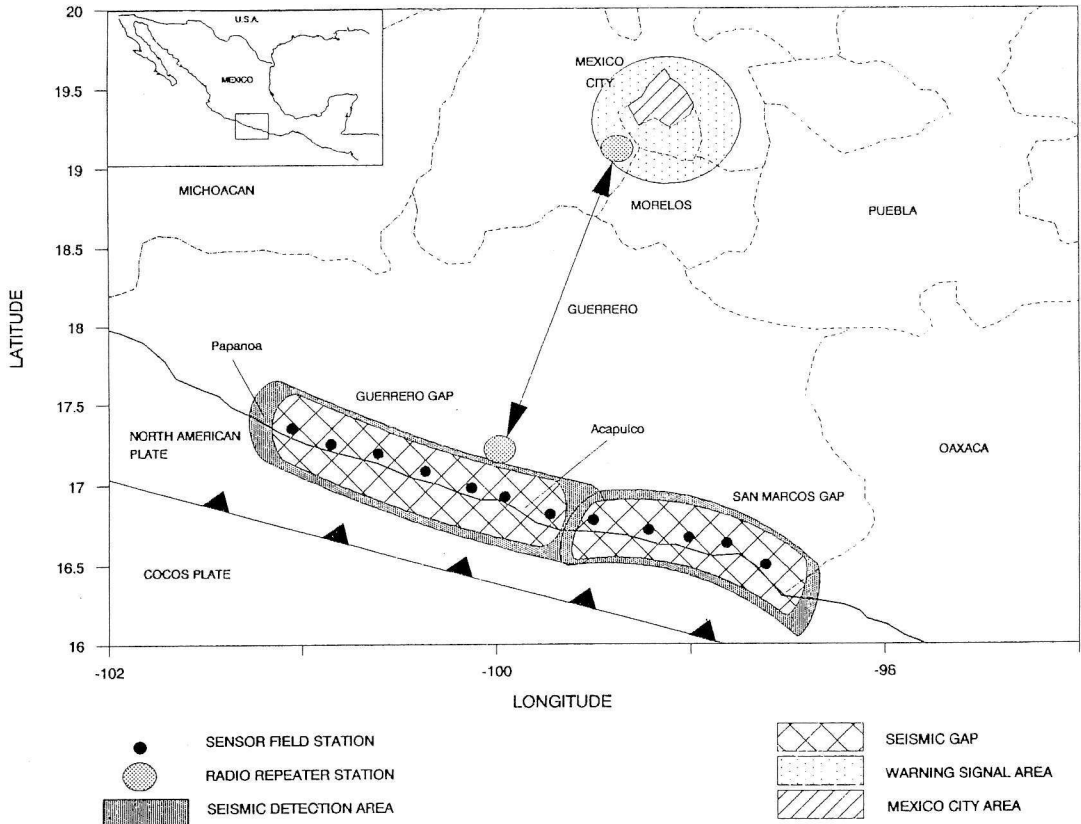 20
19.5
19
18.5
18
17.5
17
16.5
16
LATITUDE
U.S.A.
MEXICO
MEXICO
CITY
MICHOACAN
MORELOS
PUEBLA
GUERRERO
Papanoa
GUERRERO GAP
Acapulco
NORTH AMERICAN
PLATE
OAXACA
SAN MARCOS GAP
COCOS PLATE
-102
-100
-98
LONGITUDE
SENSOR FIELD STATION
RADIO REPEATER STATION
SEISMIC DETECTION AREA
SEISMIC GAP
WARNING SIGNAL AREA
MEXICO CITY AREA